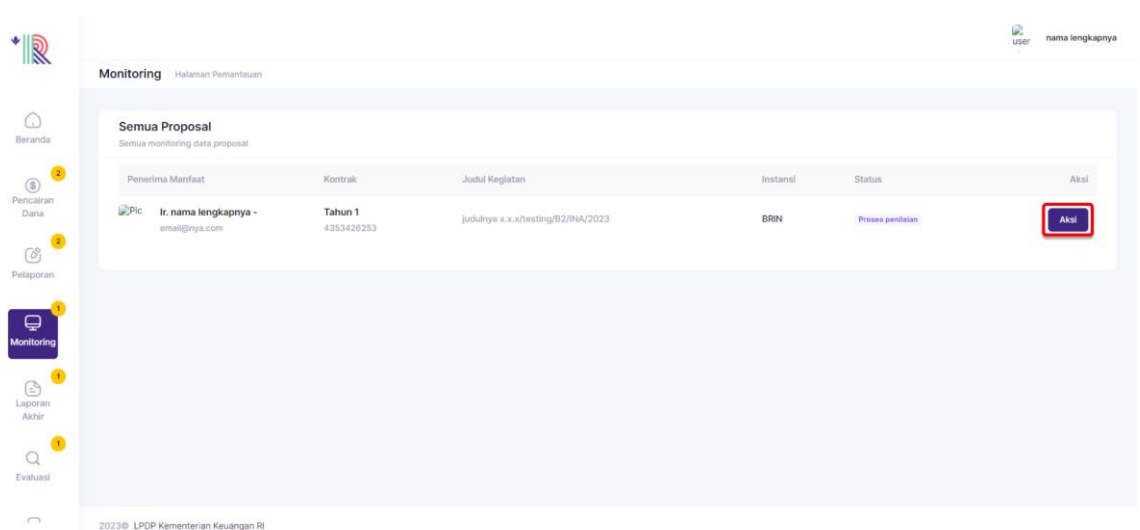 user
nama lengkapnya
Monitoring Halaman Pemantauan
Beranda
2
Pencairan
Dana
2
Pelaporan
1
Monitoring
1
Laporan
Akhir
1
Evaluasi
Semua Proposal
Semua monitoring data proposal
Penerima Manfaat Kontrak Judul Kegiatan Instansi Status Aksi
Pic Ir. nama lengkapnya - Tahun 1 judulnya x.x.x/testing/B2/INA/2023 BRIN Proses penilaian Aksi
email@nya.com 4353426253
2023© LPDP Kementerian Keuangan RI